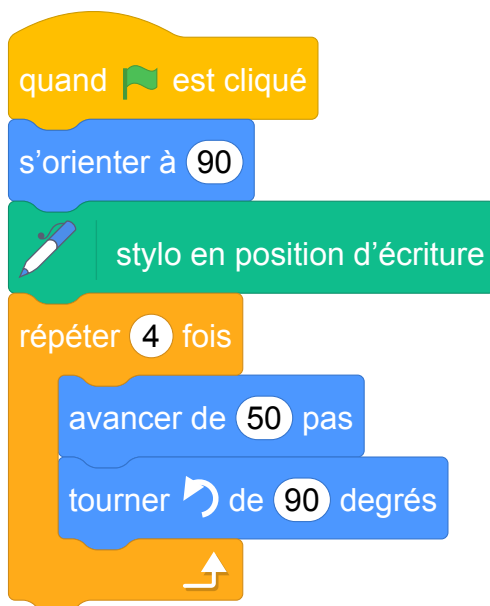 quand est cliqué
s’orienter à 90
stylo en position d’écriture
répéter 4 fois
avancer de 50 pas
tourner de 90 degrés